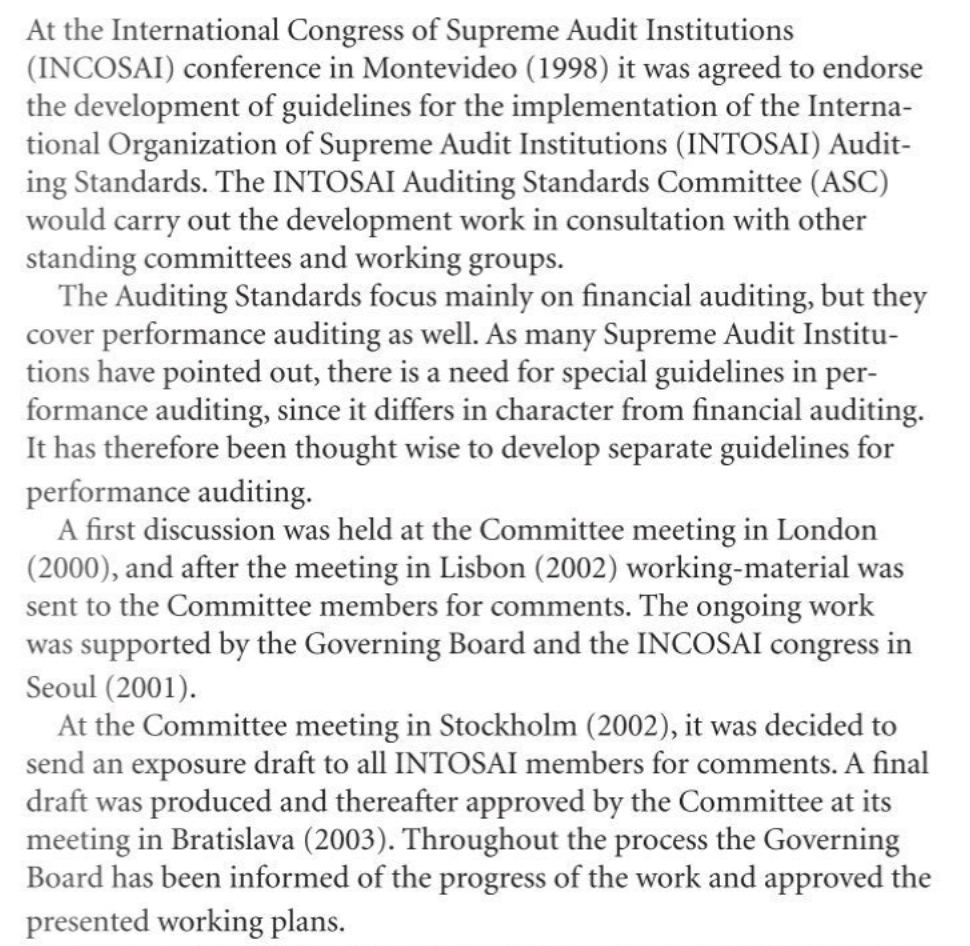 At the International Congress of Supreme Audit Institutions
(INCOSAI) conference in Montevideo (1998) it was agreed to endorse
the development of guidelines for the implementation of the Interna-
tional Organization of Supreme Audit Institutions (INTOSAI) Audit-
ing Standards. The INTOSAI Auditing Standards Committee (ASC)
would carry out the development work in consultation with other
standing committees and working groups.
The Auditing Standards focus mainly on financial auditing, but they
cover performance auditing as well. As many Supreme Audit Institu-
tions have pointed out, there is a need for special guidelines in per-
formance auditing, since it differs in character from financial auditing.
It has therefore been thought wise to develop separate guidelines for
performance auditing.
A first discussion was held at the Committee meeting in London
(2000), and after the meeting in Lisbon (2002) working-material was
sent to the Committee members for comments. The ongoing work
was supported by the Governing Board and the INCOSAI congress in
Seoul (2001).
At the Committee meeting in Stockholm (2002), it was decided to
send an exposure draft to all INTOSAI members for comments. A final
draft was produced and thereafter approved by the Committee at its
meeting in Bratislava (2003). Throughout the process the Governing
Board has been informed of the progress of the work and approved the
presented working plans.